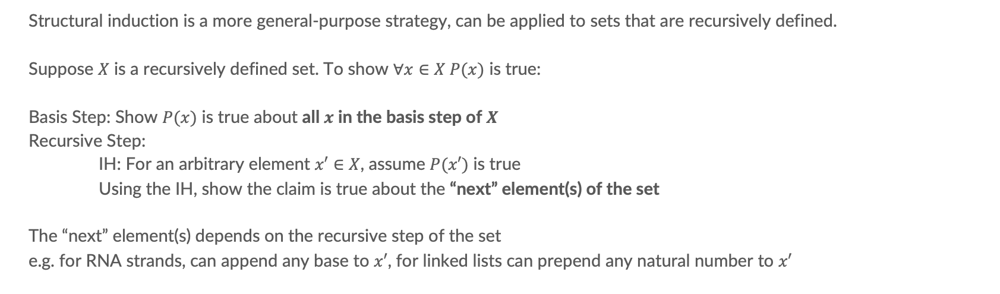 Structural induction is a more general-purpose strategy, can be applied to sets that are recursively defined.
Suppose X is a recursively defined set. To show ∀x ∈ X P(x) is true:
Basis Step: Show P(x) is true about all x in the basis step of X
Recursive Step:
IH: For an arbitrary element x′ ∈ X, assume P(x′) is true
Using the IH, show the claim is true about the “next” element(s) of the set
The “next” element(s) depends on the recursive step of the set
e.g. for RNA strands, can append any base to x′, for linked lists can prepend any natural number to x′